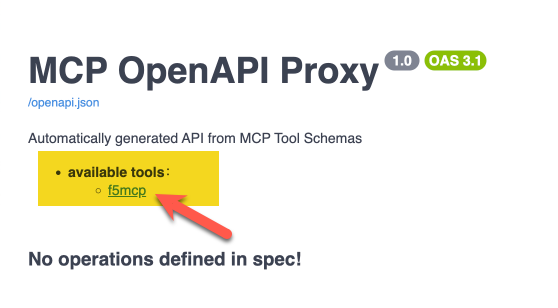 MCP OpenAPI Proxy 1.0 OAS 3.1
/openapi.json
Automatically generated API from MCP Tool Schemas
• available tools:
○ f5mcp
No operations defined in spec!